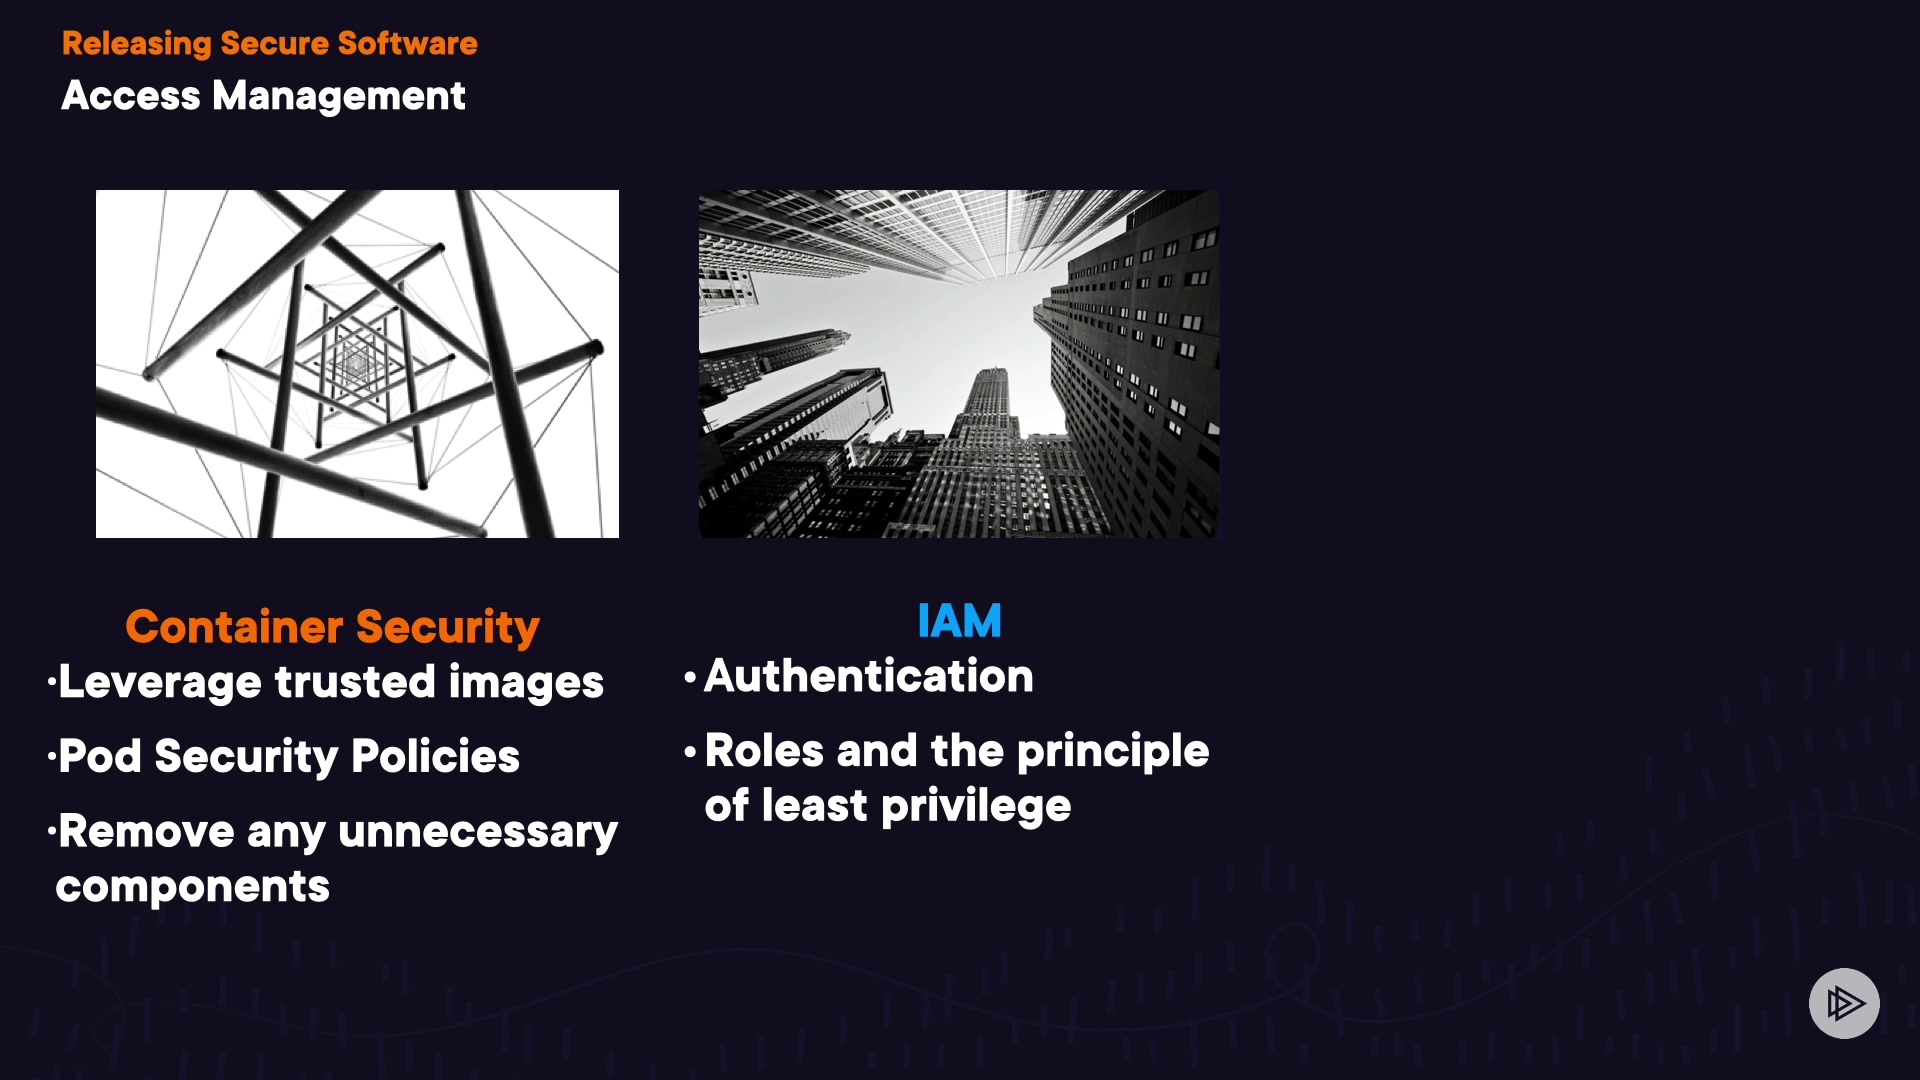 Releasing Secure Software
Access Management
Container Security
·Leverage trusted images
·Pod Security Policies
·Remove any unnecessary
components
IAM
• Authentication
• Roles and the principle
of least privilege